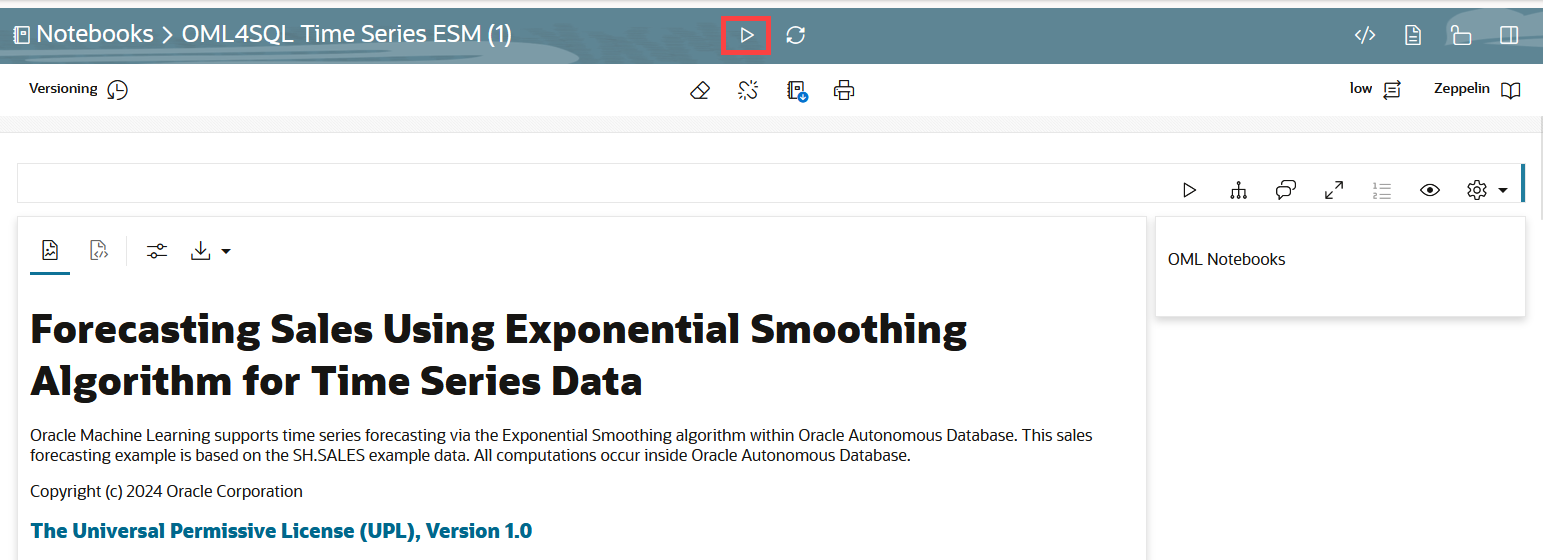 Notebooks > OML4SQL Time Series ESM (1)
Versioning
low
Zeppelin
OML Notebooks
Forecasting Sales Using Exponential Smoothing
Algorithm for Time Series Data
Oracle Machine Learning supports time series forecasting via the Exponential Smoothing algorithm within Oracle Autonomous Database. This sales
forecasting example is based on the SH.SALES example data. All computations occur inside Oracle Autonomous Database.
Copyright (c) 2024 Oracle Corporation
The Universal Permissive License (UPL), Version 1.0